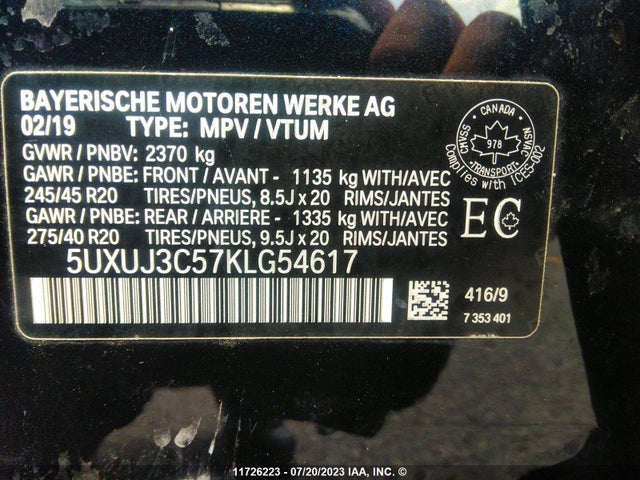 BAYERISCHE MOTOREN WERKE AG
02/19 TYPE: MPV / VTUM
GVWR / PNBV: 2370 kg
GAWR / PNBE: FRONT / AVANT - 1135 kg WITH/AVEC
245/45 R20 TIRES/PNEUS, 8.5J x 20 RIMS/JANTES
GAWR / PNBE: REAR / ARRIERE - 1335 kg WITH/AVEC
275/40 R20 TIRES/PNEUS, 9.5J x 20 RIMS/JANTES
5UXUJ3C57KLG54617
CANADA
CMVSS 978 NSVAC
TRANSPORT
Complies with ICES-002
EC
416/9
7 353 401
11726223 - 07/20/2023 IAA, INC. ©